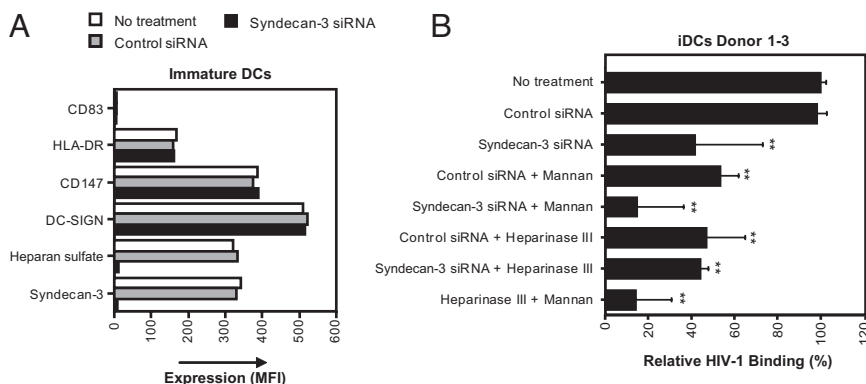 A
No treatment
Control siRNA
Syndecan-3 siRNA
Immature DCs
CD83
HLA-DR
CD147
DC-SIGN
Heparan sulfate
Syndecan-3
0
100
200
300
400
500
600
Expression (MFI)
B
iDCs Donor 1-3
No treatment
Control siRNA
Syndecan-3 siRNA
**
Control siRNA + Mannan
**
Syndecan-3 siRNA + Mannan
**
Control siRNA + Heparinase III
**
Syndecan-3 siRNA + Heparinase III
**
Heparinase III + Mannan
**
0
20
40
60
80
100
120
Relative HIV-1 Binding (%)